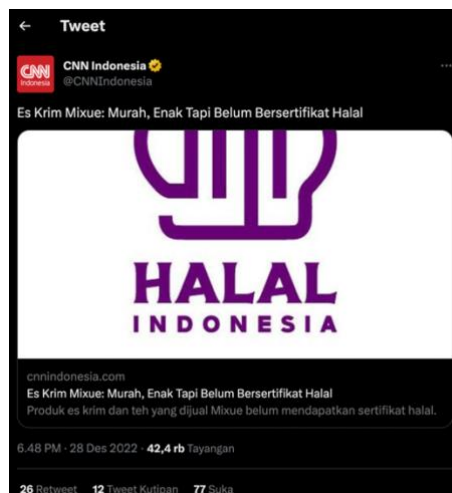 Tweet
CNN Indonesia
@CNNIndonesia
CNN
Indonesia
Es Krim Mixue: Murah, Enak Tapi Belum Bersertifikat Halal
HALAL
INDONESIA
cnnindonesia.com
Es Krim Mixue: Murah, Enak Tapi Belum Bersertifikat Halal
Produk es krim dan teh yang dijual Mixue belum mendapatkan sertifikat halal.
6.48 PM · 28 Des 2022 · 42,4 rb Tayangan
26 Retweet 12 Tweet Kutipan 77 Suka